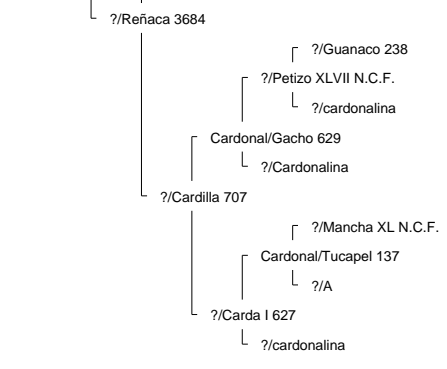 ?/Reñaca 3684
?/Guanaco 238
?/Petizo XLVII N.C.F.
?/cardonalina
Cardonal/Gacho 629
?/Cardonalina
?/Cardilla 707
?/Mancha XL N.C.F.
Cardonal/Tucapel 137
?/A
?/Carda I 627
?/cardonalina